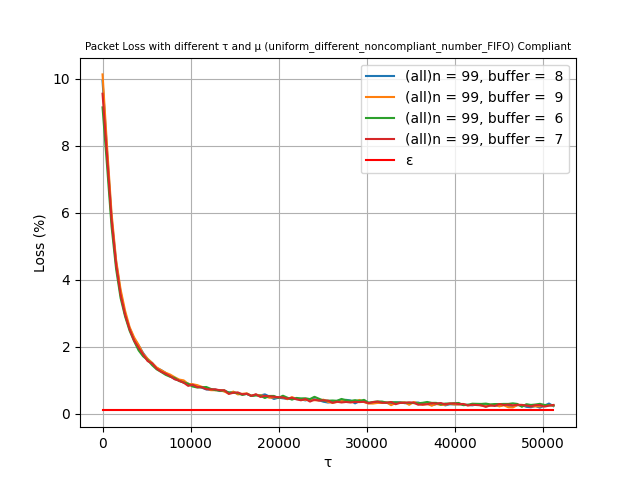 Packet Loss with different τ and μ (uniform_different_noncompliant_number_FIFO) Compliant
(all)n = 99, buffer =  8
(all)n = 99, buffer =  9
(all)n = 99, buffer =  6
(all)n = 99, buffer =  7
ε
Loss (%)
10
8
6
4
2
0
0 10000 20000 30000 40000 50000
τ